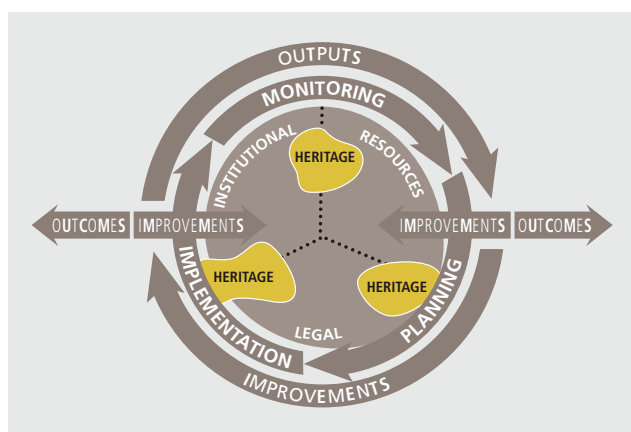 OUTPUTS
MONITORING
INSTITUTIONAL
RESOURCES
HERITAGE
OUTCOMES
IMPROVEMENTS
IMPROVEMENTS
OUTCOMES
HERITAGE
HERITAGE
IMPLEMENTATION
PLANNING
LEGAL
IMPROVEMENTS